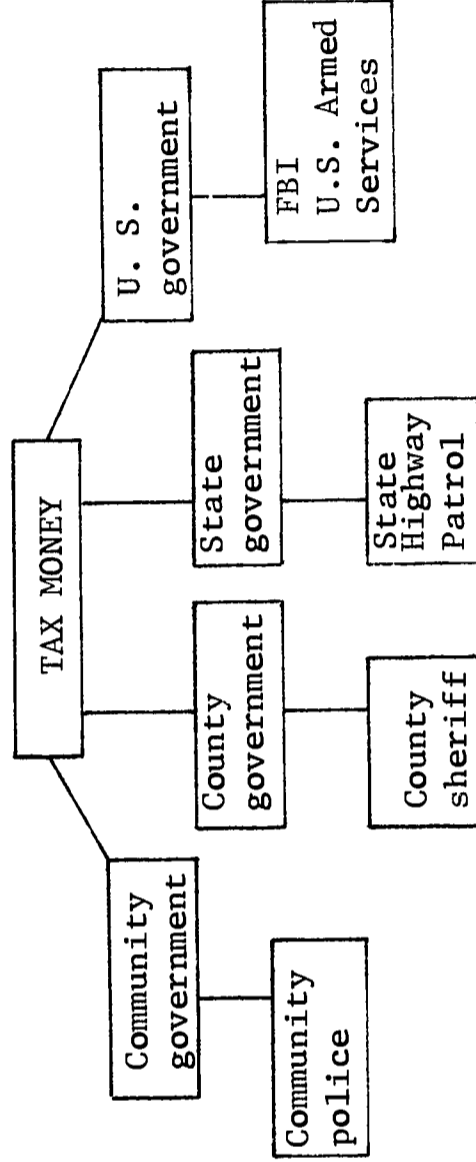 TAX MONEY
Community
government
County
government
State
government
U. S.
government
Community
police
County
sheriff
State
Highway
Patrol
FBI
U.S. Armed
Services